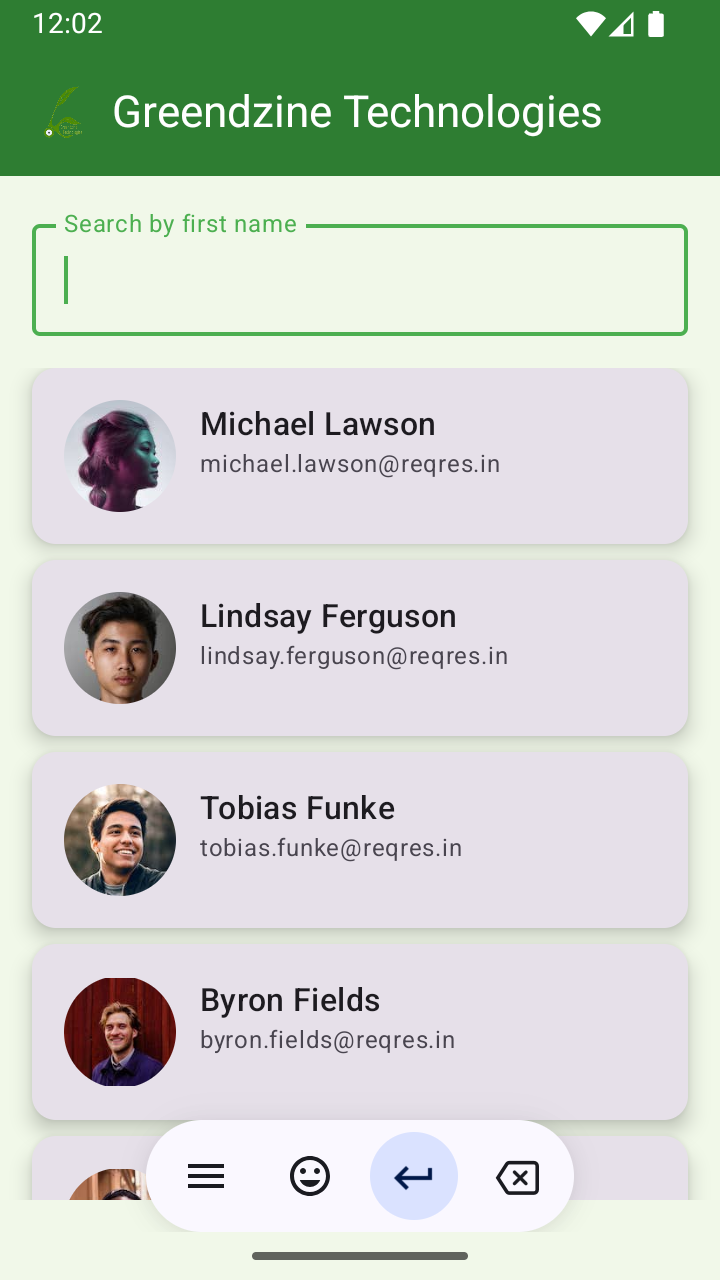 12:02
Greendzine Technologies
Search by first name
Michael Lawson
michael.lawson@reqres.in
Lindsay Ferguson
lindsay.ferguson@reqres.in
Tobias Funke
tobias.funke@reqres.in
Byron Fields
byron.fields@reqres.in